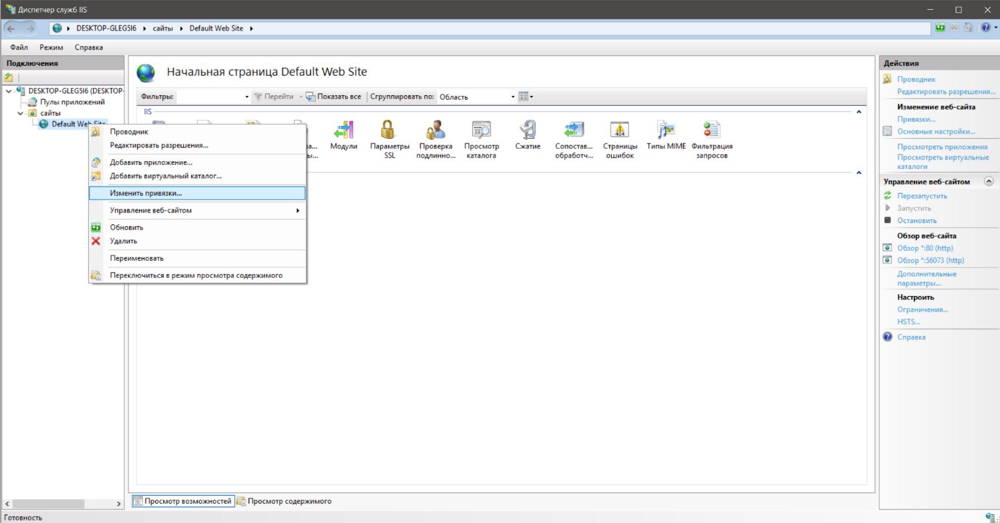 Диспетчер служб IIS
DESKTOP-GLEG5I6 сайты Default Web Site
Файл Режим Справка
Подключения
DESKTOP-GLEG5I6 (DESKTOP-
Пулы приложений
сайты
Default Web Site
Проводник
Редактировать разрешения...
Добавить приложение...
Добавить виртуальный каталог...
Изменить привязки...
Управление веб-сайтом
Обновить
Удалить
Переименовать
Переключиться в режим просмотра содержимого
Начальная страница Default Web Site
Фильтры: Перейти Показать все Сгруппировать по: Область
IIS
Модули
Параметры
SSL
Проверка
подлинно...
Просмотр
каталога
Сжатие
Сопостав...
обработч...
404
Страницы
ошибок
Типы MIME
Фильтрация
запросов
Просмотр возможностей Просмотр содержимого
Действия
Проводник
Редактировать разрешения...
Изменение веб-сайта
Привязки...
Основные настройки...
Просмотреть приложения
Просмотреть виртуальные
каталоги
Управление веб-сайтом
Перезапустить
Запустить
Остановить
Обзор веб-сайта
Обзор *:80 (http)
Обзор *:56073 (http)
Дополнительные
параметры...
Настроить
Ограничения...
HSTS...
Справка
Готовность